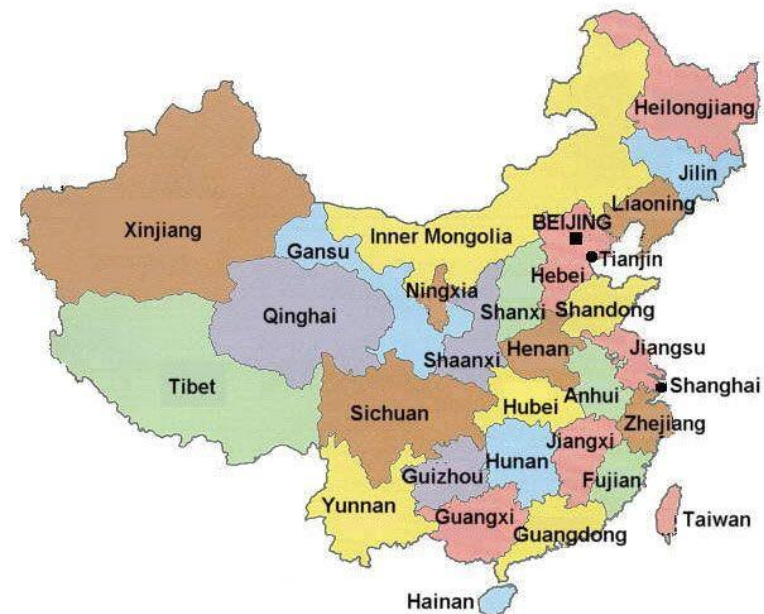 Heilongjiang
Jilin
Liaoning
BEIJING
Xinjiang
Inner Mongolia
Gansu
Tianjin
Hebei
Ningxia
Qinghai
Shanxi
Shandong
Shaanxi
Henan
Jiangsu
Tibet
Shanghai
Anhui
Sichuan
Hubei
Zhejiang
Jiangxi
Hunan
Guizhou
Fujian
Yunnan
Guangxi
Taiwan
Guangdong
Hainan